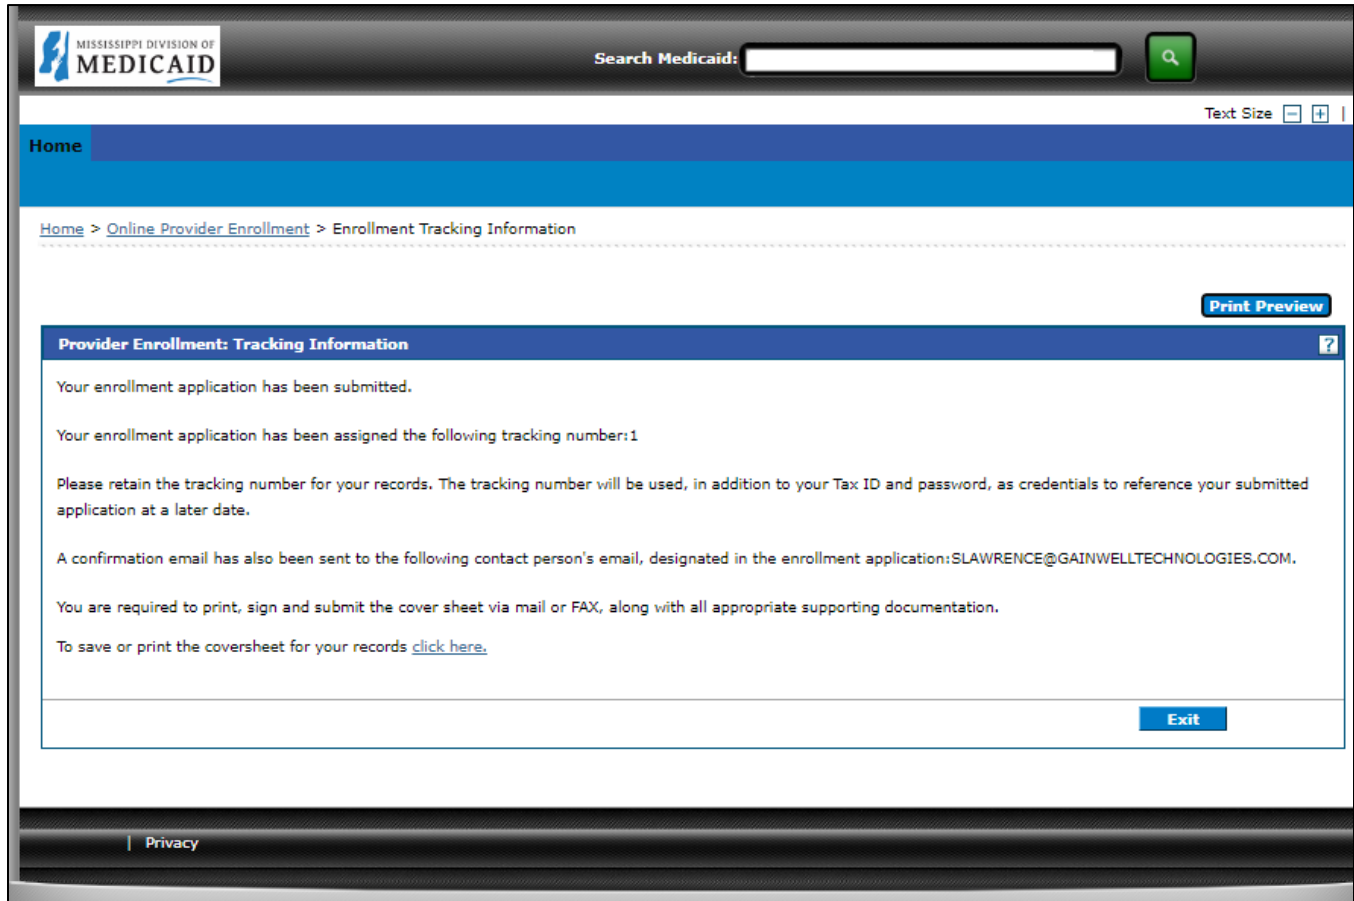 MISSISSIPPI DIVISION OF
MEDICAID
Search Medicaid:
Text Size - + |
Home
Home > Online Provider Enrollment > Enrollment Tracking Information
Print Preview
Provider Enrollment: Tracking Information ?
Your enrollment application has been submitted.
Your enrollment application has been assigned the following tracking number:1
Please retain the tracking number for your records. The tracking number will be used, in addition to your Tax ID and password, as credentials to reference your submitted
application at a later date.
A confirmation email has also been sent to the following contact person's email, designated in the enrollment application:SLAWRENCE@GAINWELLTECHNOLOGIES.COM.
You are required to print, sign and submit the cover sheet via mail or FAX, along with all appropriate supporting documentation.
To save or print the coversheet for your records click here.
Exit
| Privacy